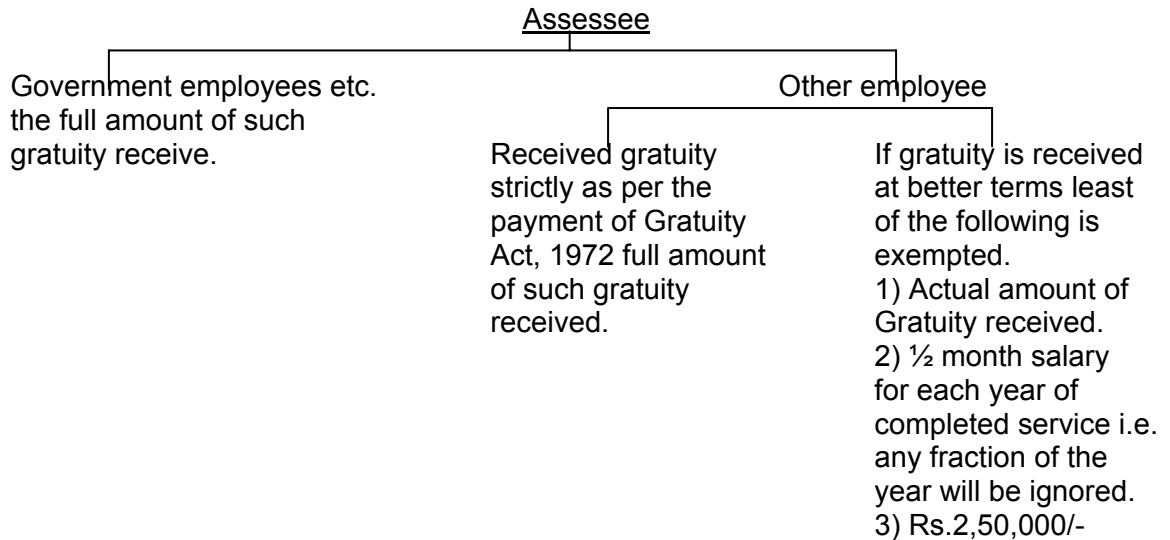 Assessee
Government employees etc.
the full amount of such
gratuity receive.
Other employee
Received gratuity
strictly as per the
payment of Gratuity
Act, 1972 full amount
of such gratuity
received.
If gratuity is received
at better terms least
of the following is
exempted.
1) Actual amount of
Gratuity received.
2) ½ month salary
for each year of
completed service i.e.
any fraction of the
year will be ignored.
3) Rs.2,50,000/-